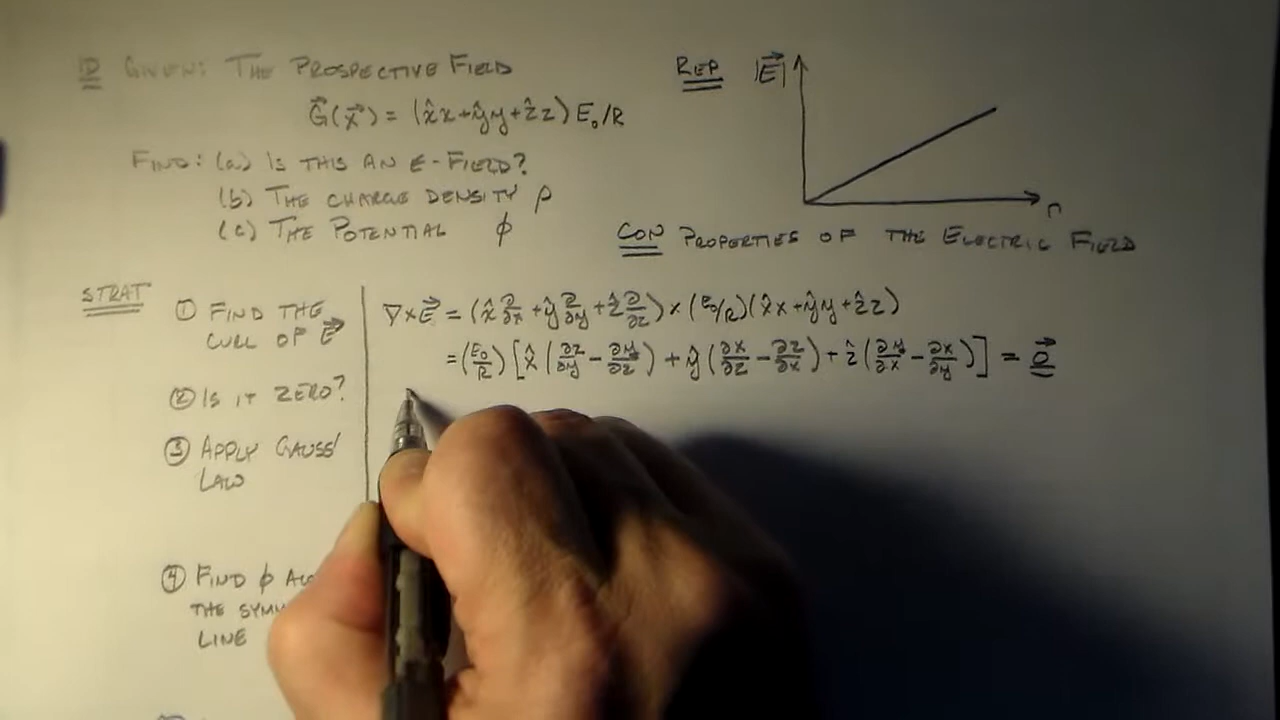 ID GIVEN: THE PROSPECTIVE FIELD
G⃗(x⃗) = (x̂x+ŷy+ẑz) E₀/R
FIND: (a) IS THIS AN E-FIELD?
(b) THE CHARGE DENSITY ρ
(c) THE POTENTIAL ϕ
REP |E⃗|
r
CON PROPERTIES OF THE ELECTRIC FIELD
STRAT
① FIND THE
CURL OF E⃗
② IS IT ZERO?
③ APPLY GAUSS'
LAW
④ FIND ϕ
THE
LINE
∇×E⃗ = (x̂ ∂/∂x + ŷ ∂/∂y + ẑ ∂/∂z) × (E₀/R)(x̂x+ŷy+ẑz)
= (E₀/R) [x̂ (∂z/∂y − ∂y/∂z) + ŷ (∂x/∂z − ∂z/∂x) + ẑ (∂y/∂x − ∂x/∂y)] = 0⃗